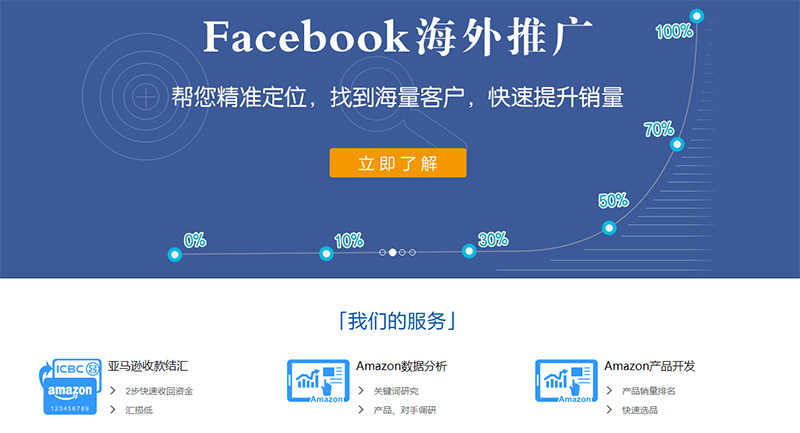 Facebook海外推广
帮您精准定位，找到海量客户，快速提升销量
立即了解
0%
10%
30%
50%
70%
100%
「我们的服务」
ICBC
amazon
123456789
亚马逊收款结汇
2步快速收回资金
汇损低
Amazon
Amazon数据分析
关键词研究
产品、对手调研
Amazon
Amazon产品开发
产品销量排名
快速选品